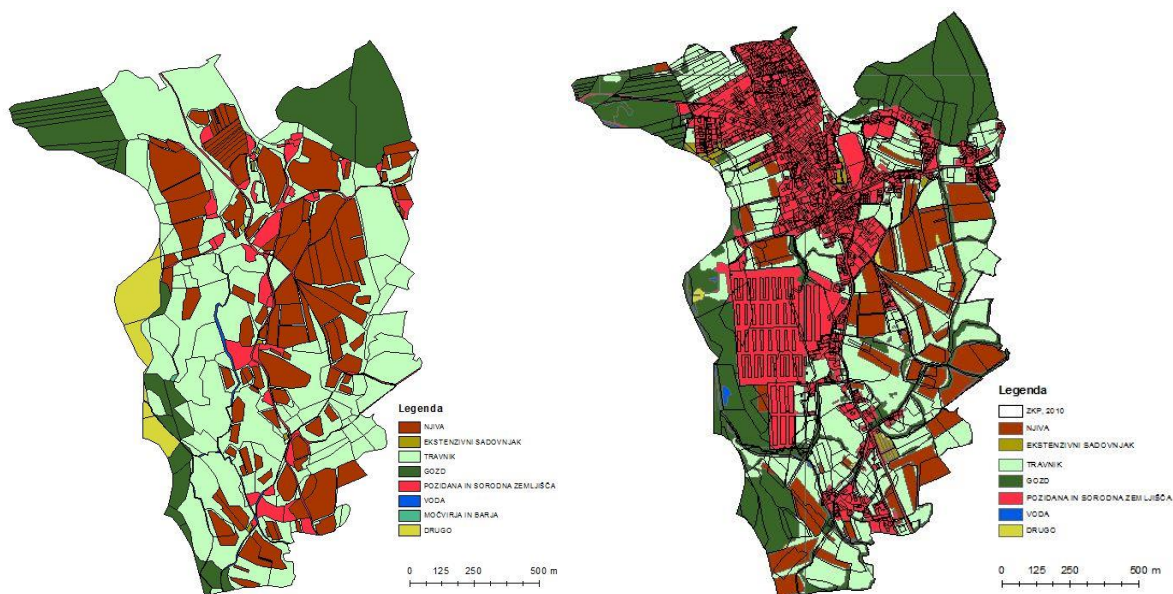 Legenda
NJIVA
EKSTENZIVNI SADOVNJAK
TRAVNIK
GOZD
POZIDANA IN SORODNA ZEMLJIŠČA
VODA
MOČVIRJA IN BARJA
DRUGO
0 125 250 500 m
Legenda
ZKP, 2010
NJIVA
EKSTENZIVNI SADOVNJAK
TRAVNIK
GOZD
POZIDANA IN SORODNA ZEMLJIŠČA
VODA
DRUGO
0 125 250 500 m